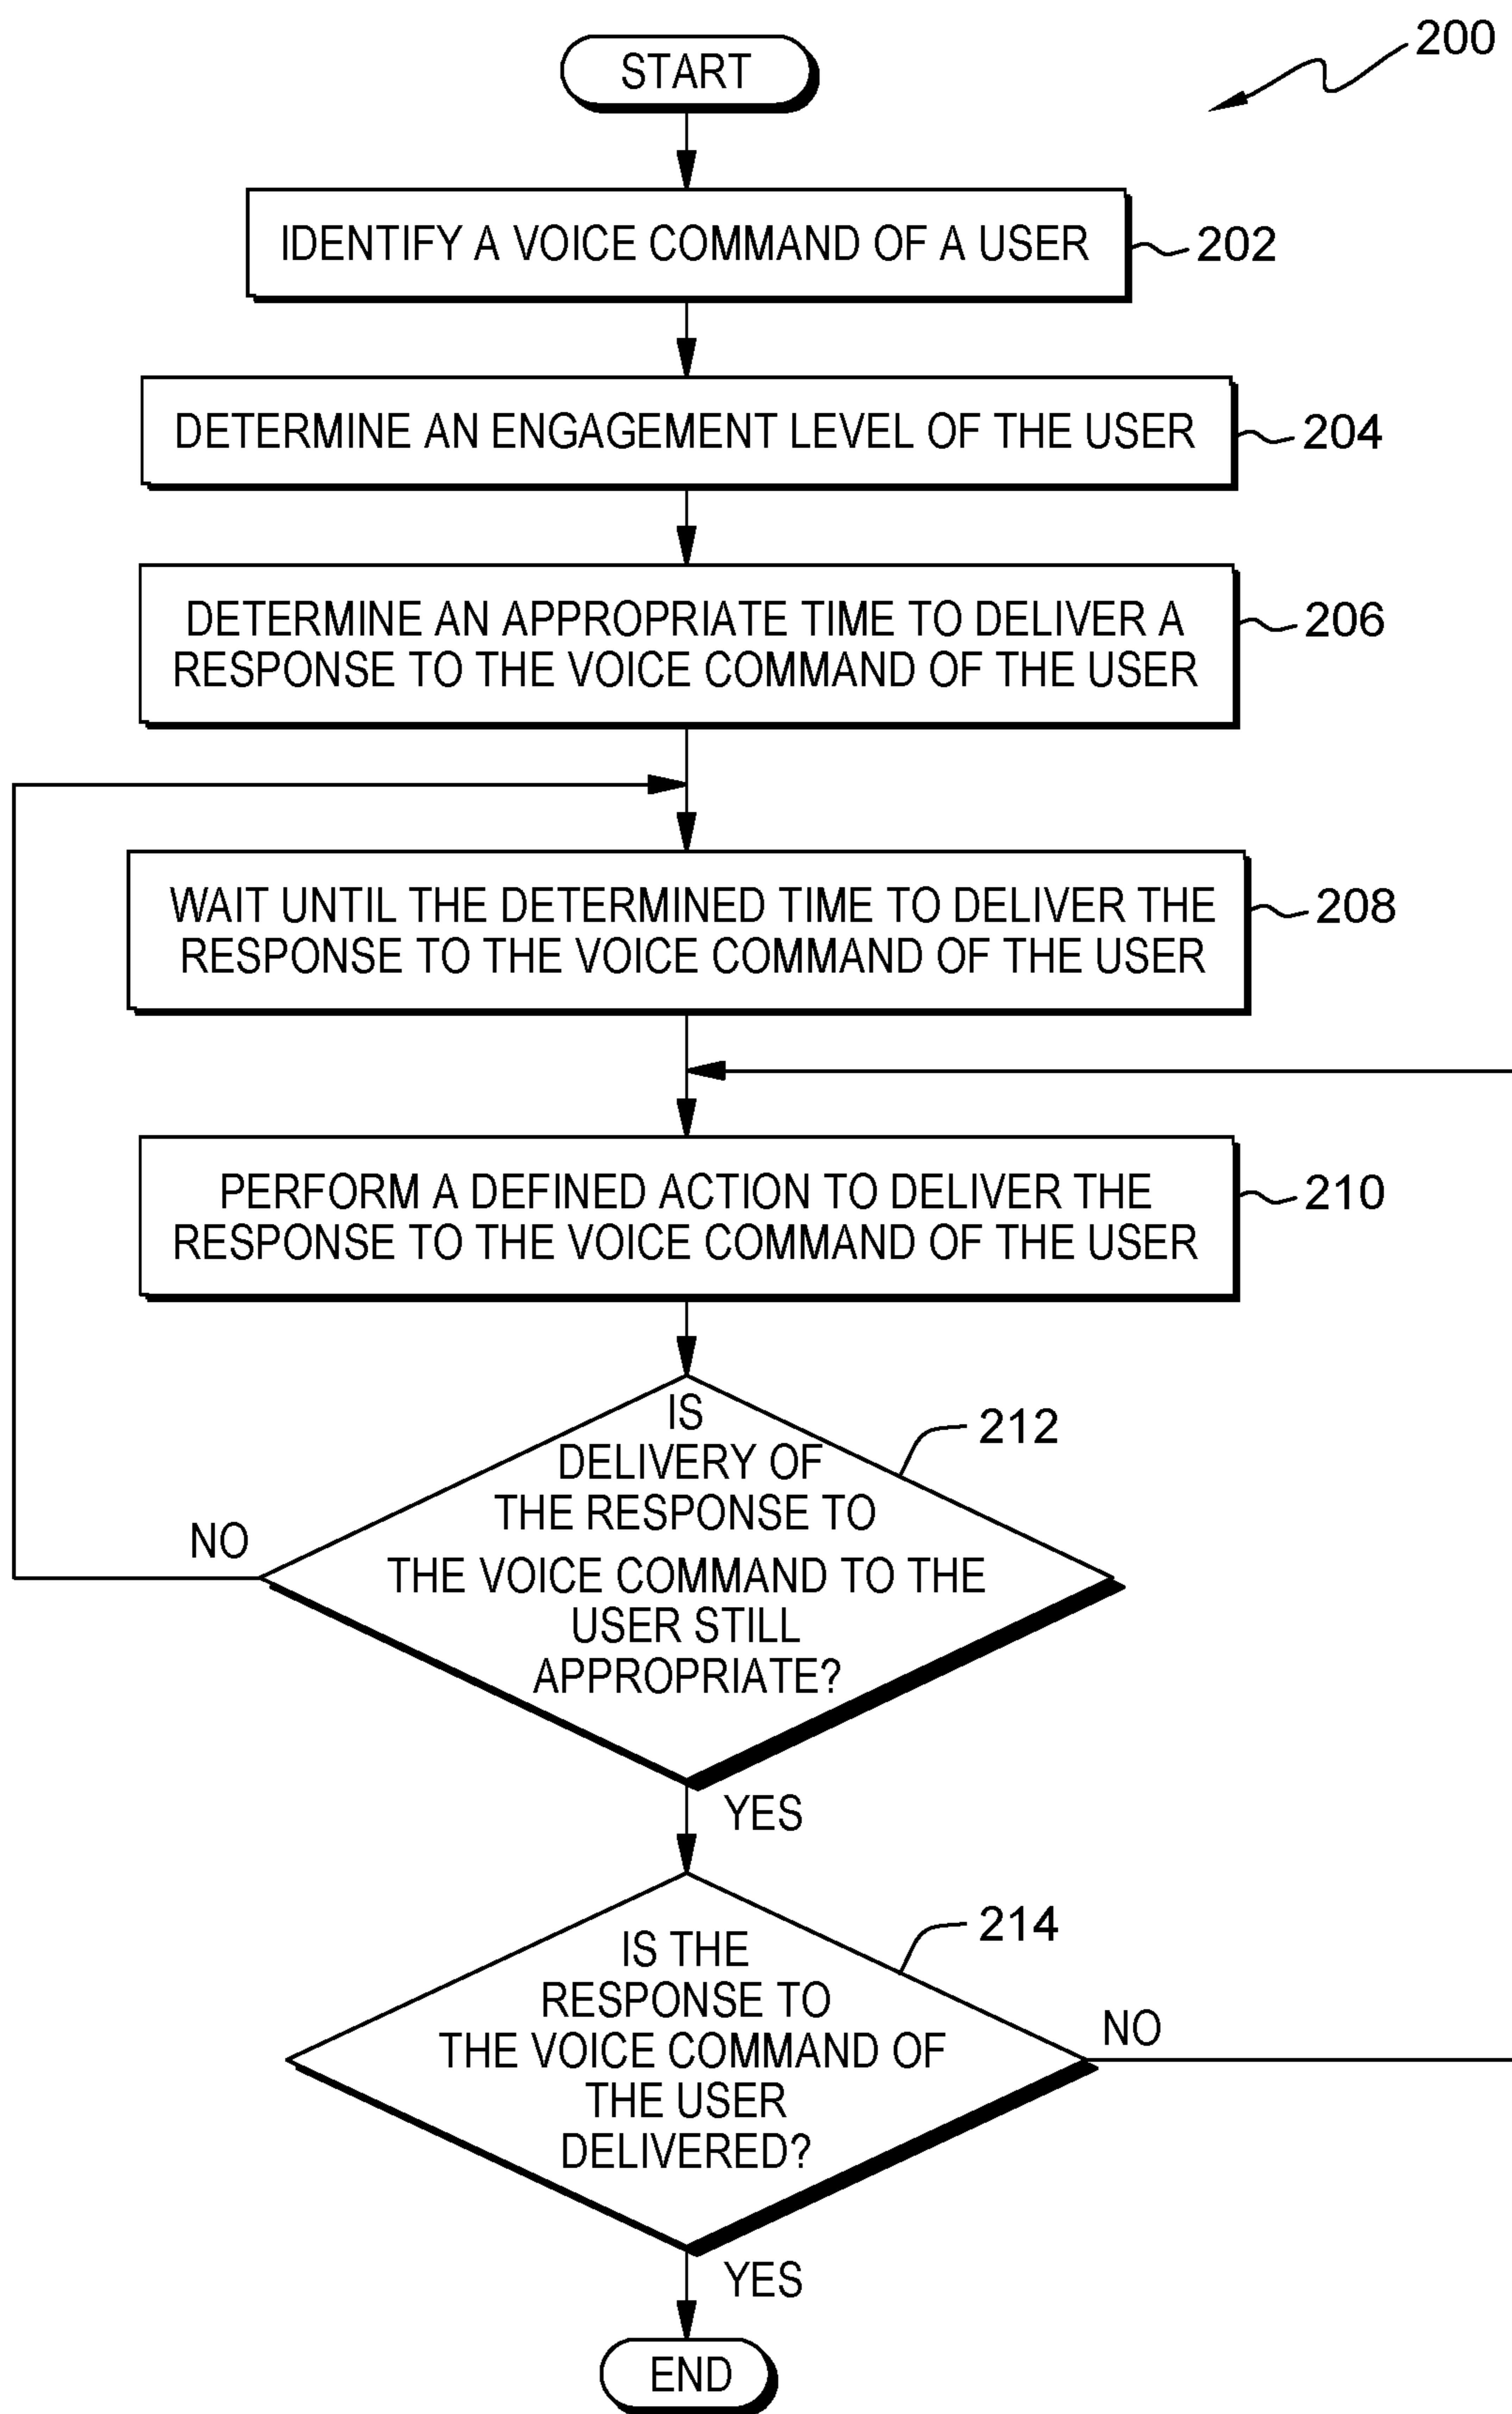 200
START
IDENTIFY A VOICE COMMAND OF A USER
202
DETERMINE AN ENGAGEMENT LEVEL OF THE USER
204
DETERMINE AN APPROPRIATE TIME TO DELIVER A
RESPONSE TO THE VOICE COMMAND OF THE USER
206
WAIT UNTIL THE DETERMINED TIME TO DELIVER THE
RESPONSE TO THE VOICE COMMAND OF THE USER
208
PERFORM A DEFINED ACTION TO DELIVER THE
RESPONSE TO THE VOICE COMMAND OF THE USER
210
IS
DELIVERY OF
THE RESPONSE TO
THE VOICE COMMAND TO THE
USER STILL
APPROPRIATE?
212
NO
YES
IS THE
RESPONSE TO
THE VOICE COMMAND OF
THE USER
DELIVERED?
214
NO
YES
END